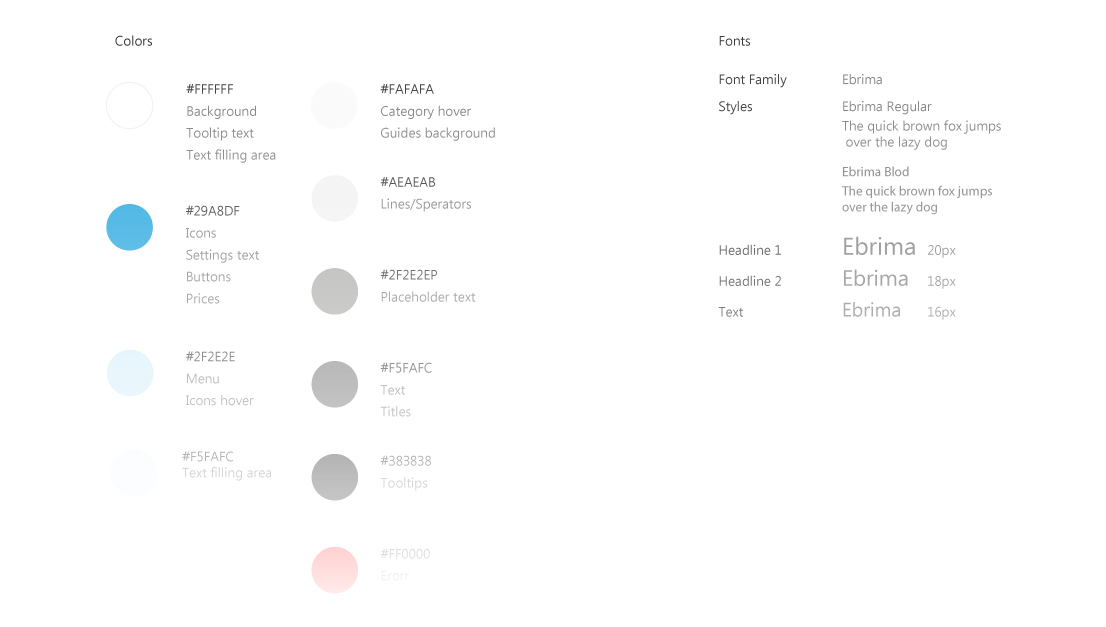 Colors
#FFFFFF
Background
Tooltip text
Text filling area
#29A8DF
Icons
Settings text
Buttons
Prices
#2F2E2E
Menu
Icons hover
#F5FAFC
Text filling area
#FAFAFA
Category hover
Guides background
#AEAEAB
Lines/Sperators
#2F2E2EP
Placeholder text
#F5FAFC
Text
Titles
#383838
Tooltips
#FF0000
Erorr
Fonts
Font Family Ebrima
Styles Ebrima Regular
The quick brown fox jumps
over the lazy dog
Ebrima Blod
The quick brown fox jumps
over the lazy dog
Headline 1 Ebrima 20px
Headline 2 Ebrima 18px
Text Ebrima 16px